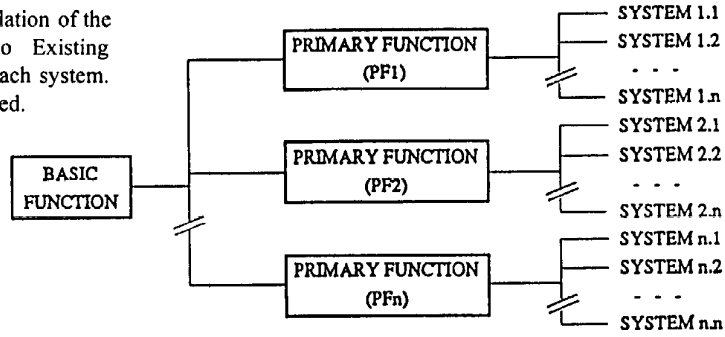 lation of the
o Existing
ach system.
ed.
BASIC
FUNCTION
PRIMARY FUNCTION
(PF1)
SYSTEM 1.1
SYSTEM 1.2
- - -
SYSTEM 1.n
PRIMARY FUNCTION
(PF2)
SYSTEM 2.1
SYSTEM 2.2
- - -
SYSTEM 2.n
PRIMARY FUNCTION
(PFn)
SYSTEM n.1
SYSTEM n.2
- - -
SYSTEM n.n